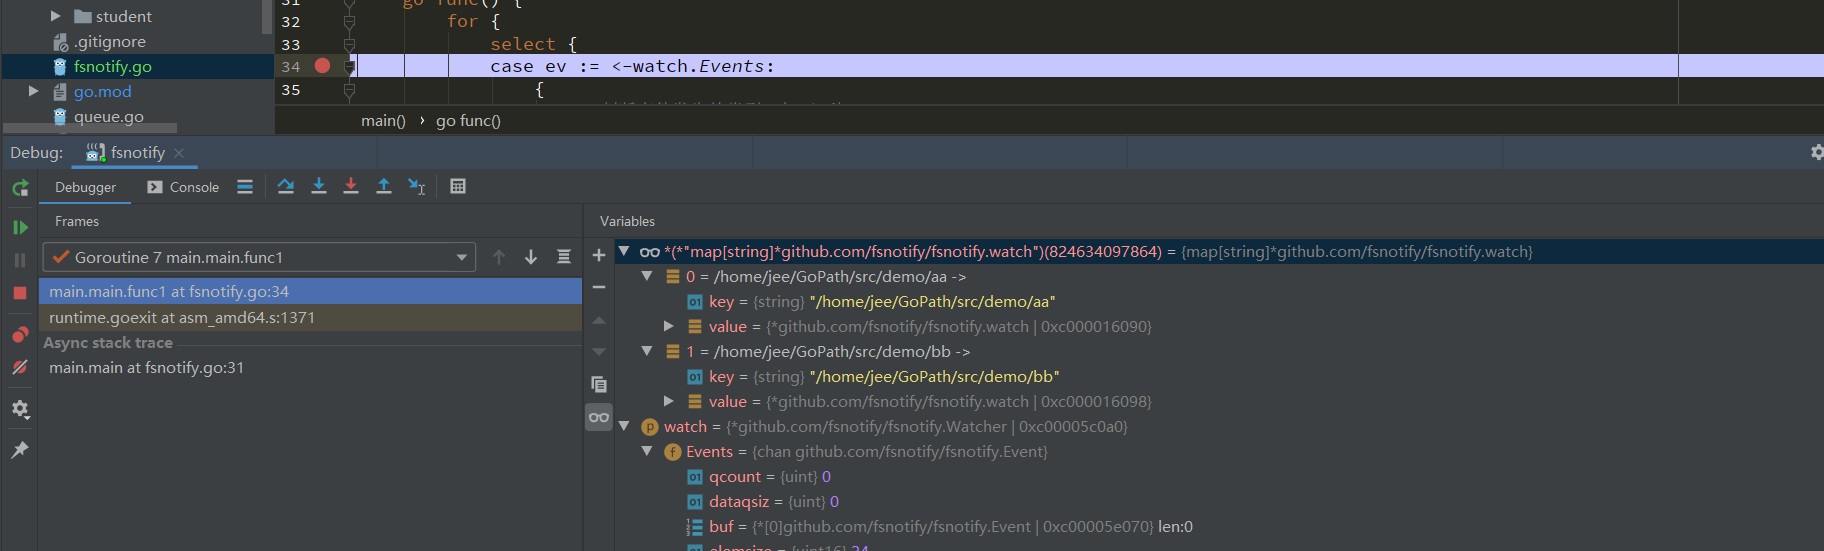 student
.gitignore
fsnotify.go
go.mod
queue.go
31 go func() {
32 for {
33 select {
34 case ev := <-watch.Events:
35 {
main() › go func()
Debug: fsnotify ×
Debugger Console
Frames
Goroutine 7 main.main.func1
main.main.func1 at fsnotify.go:34
runtime.goexit at asm_amd64.s:1371
Async stack trace
main.main at fsnotify.go:31
Variables
*(*"map[string]*github.com/fsnotify/fsnotify.watch")(824634097864) = {map[string]*github.com/fsnotify/fsnotify.watch}
0 = /home/jee/GoPath/src/demo/aa ->
key = {string} "/home/jee/GoPath/src/demo/aa"
value = {*github.com/fsnotify/fsnotify.watch | 0xc000016090}
1 = /home/jee/GoPath/src/demo/bb ->
key = {string} "/home/jee/GoPath/src/demo/bb"
value = {*github.com/fsnotify/fsnotify.watch | 0xc000016098}
watch = {*github.com/fsnotify/fsnotify.Watcher | 0xc00005c0a0}
Events = {chan github.com/fsnotify/fsnotify.Event}
qcount = {uint} 0
dataqsiz = {uint} 0
buf = {*[0]github.com/fsnotify/fsnotify.Event | 0xc00005e070} len:0
elemsize = {uint16} 24